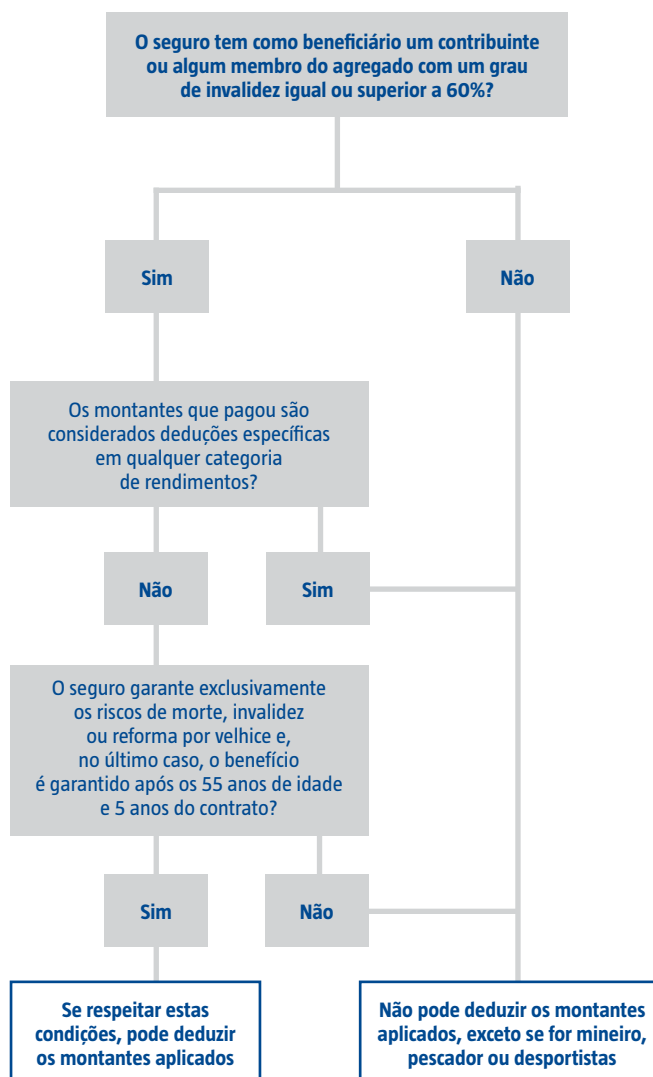 O seguro tem como beneficiário um contribuinte
ou algum membro do agregado com um grau
de invalidez igual ou superior a 60%?
Sim
Não
Os montantes que pagou são
considerados deduções específicas
em qualquer categoria
de rendimentos?
Não
Sim
O seguro garante exclusivamente
os riscos de morte, invalidez
ou reforma por velhice e,
no último caso, o benefício
é garantido após os 55 anos de idade
e 5 anos do contrato?
Sim
Não
Se respeitar estas
condições, pode deduzir
os montantes aplicados
Não pode deduzir os montantes
aplicados, exceto se for mineiro,
pescador ou desportistas